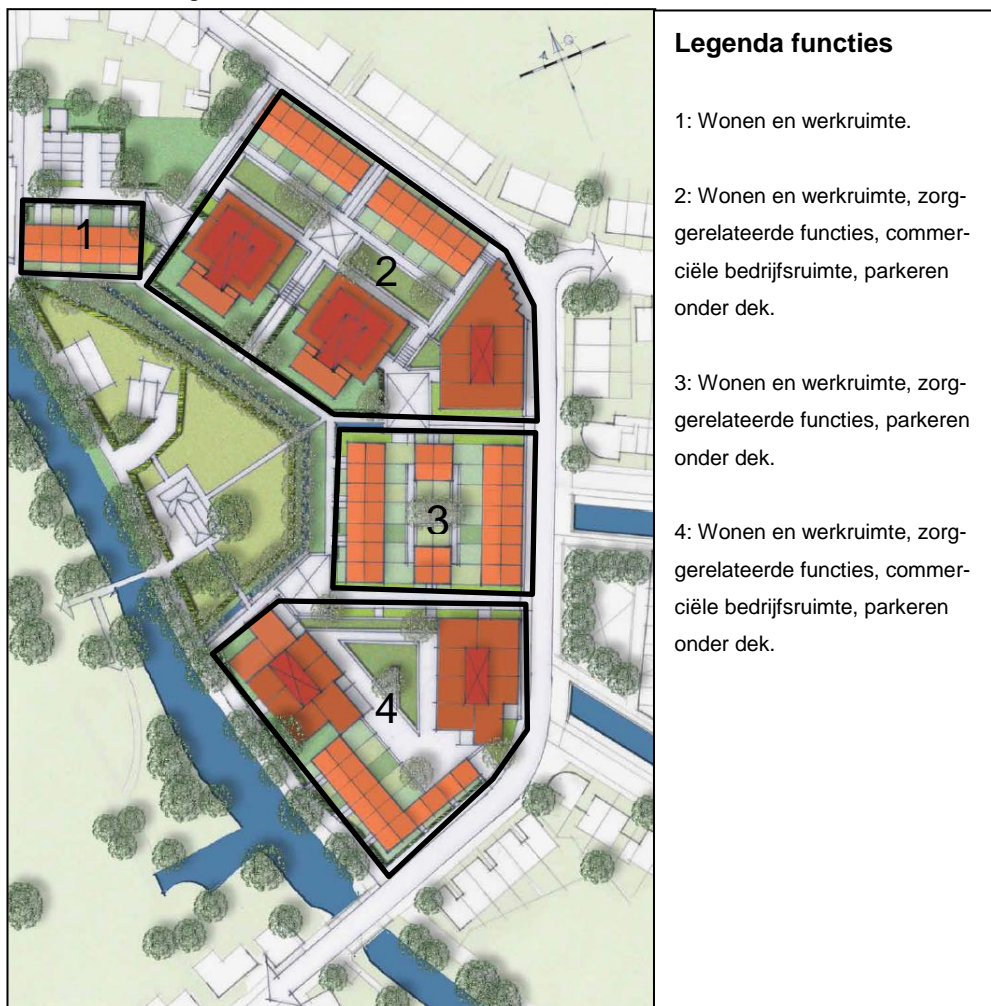 Legenda functies
1: Wonen en werkruimte.
2: Wonen en werkruimte, zorg-
gerelateerde functies, commer-
ciële bedrijfsruimte, parkeren
onder dek.
3: Wonen en werkruimte, zorg-
gerelateerde functies, parkeren
onder dek.
4: Wonen en werkruimte, zorg-
gerelateerde functies, commer-
ciële bedrijfsruimte, parkeren
onder dek.
1
2
3
4